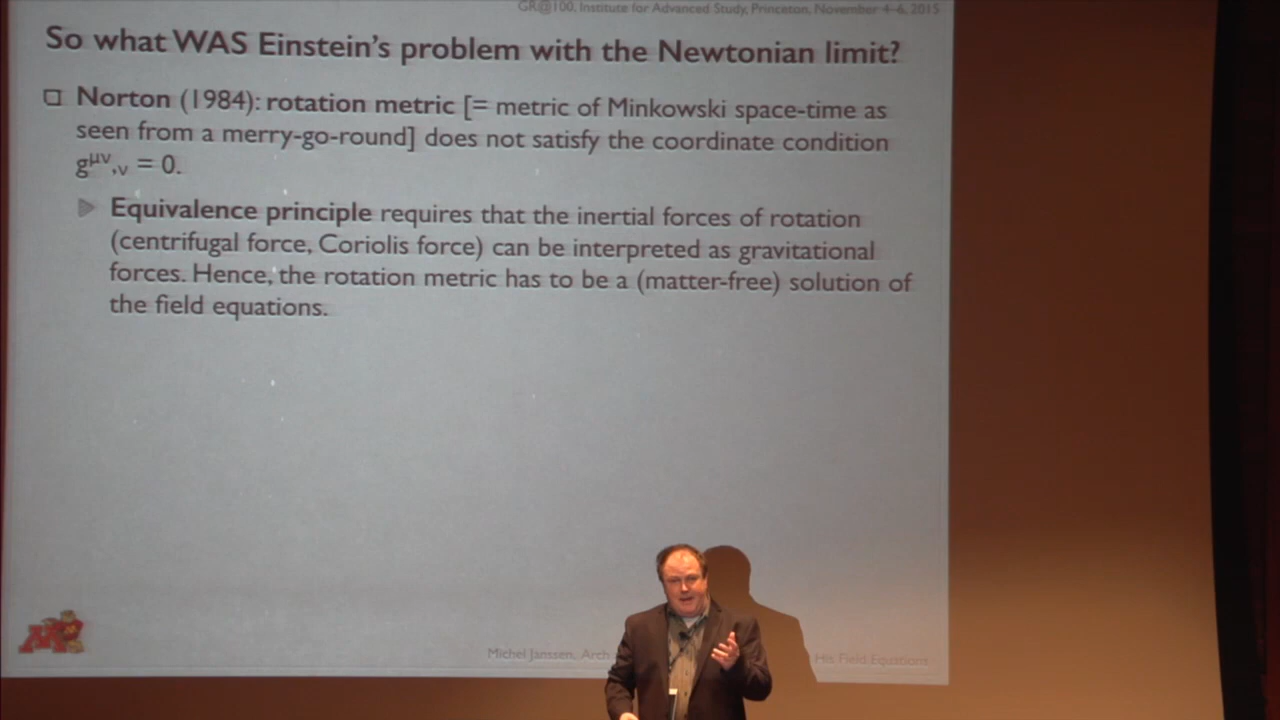 GR@100, Institute for Advanced Study, Princeton, November 4-6, 2015
So what WAS Einstein's problem with the Newtonian limit?
Norton (1984): rotation metric [= metric of Minkowski space-time as
seen from a merry-go-round] does not satisfy the coordinate condition
g^μν,ν = 0.
Equivalence principle requires that the inertial forces of rotation
(centrifugal force, Coriolis force) can be interpreted as gravitational
forces. Hence, the rotation metric has to be a (matter-free) solution of
the field equations.
Michel Janssen, Arch His Field Equations